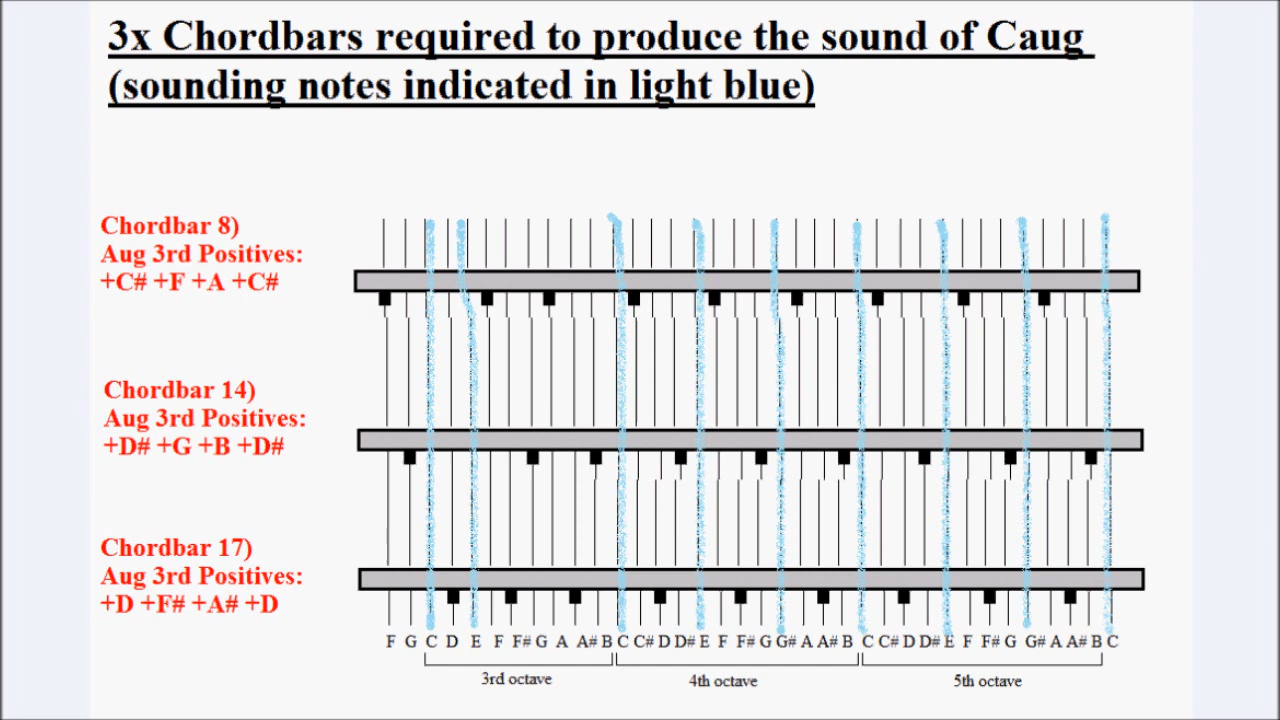 3x Chordbars required to produce the sound of Caug
(sounding notes indicated in light blue)
Chordbar 8)
Aug 3rd Positives:
+C# +F +A +C#
Chordbar 14)
Aug 3rd Positives:
+D# +G +B +D#
Chordbar 17)
Aug 3rd Positives:
+D +F# +A# +D
F G C D E F F# G A A# B C C# D D# E F F# G G# A A# B C C# D D# E F F# G G# A A# B C
3rd octave 4th octave 5th octave